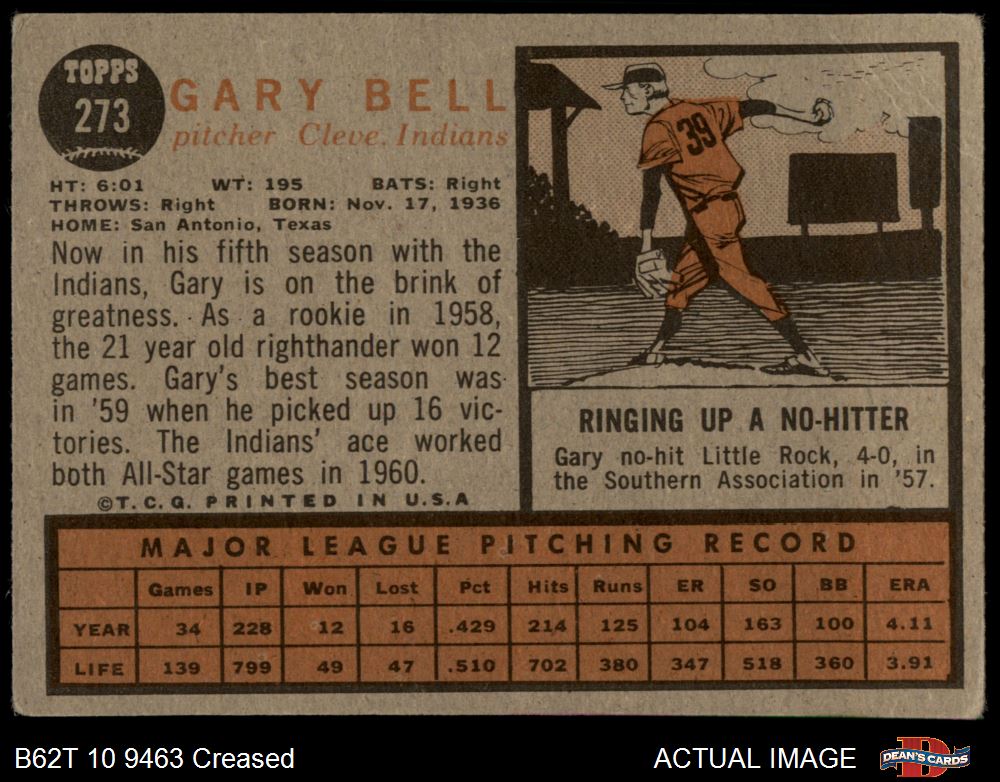 TOPPS
273
GARY BELL
pitcher Cleve. Indians
HT: 6:01 WT: 195 BATS: Right
THROWS: Right BORN: Nov. 17, 1936
HOME: San Antonio, Texas
Now in his fifth season with the
Indians, Gary is on the brink of
greatness. As a rookie in 1958,
the 21 year old righthander won 12
games. Gary's best season was
in '59 when he picked up 16 vic-
tories. The Indians' ace worked
both All-Star games in 1960.
©T.C.G. PRINTED IN U.S.A
39
RINGING UP A NO-HITTER
Gary no-hit Little Rock, 4-0, in
the Southern Association in '57.
MAJOR LEAGUE PITCHING RECORD
Games IP Won Lost Pct Hits Runs ER SO BB ERA
YEAR 34 228 12 16 .429 214 125 104 163 100 4.11
LIFE 139 799 49 47 .510 702 380 347 518 360 3.91
B62T 10 9463 Creased
ACTUAL IMAGE
DEAN'S CARDS